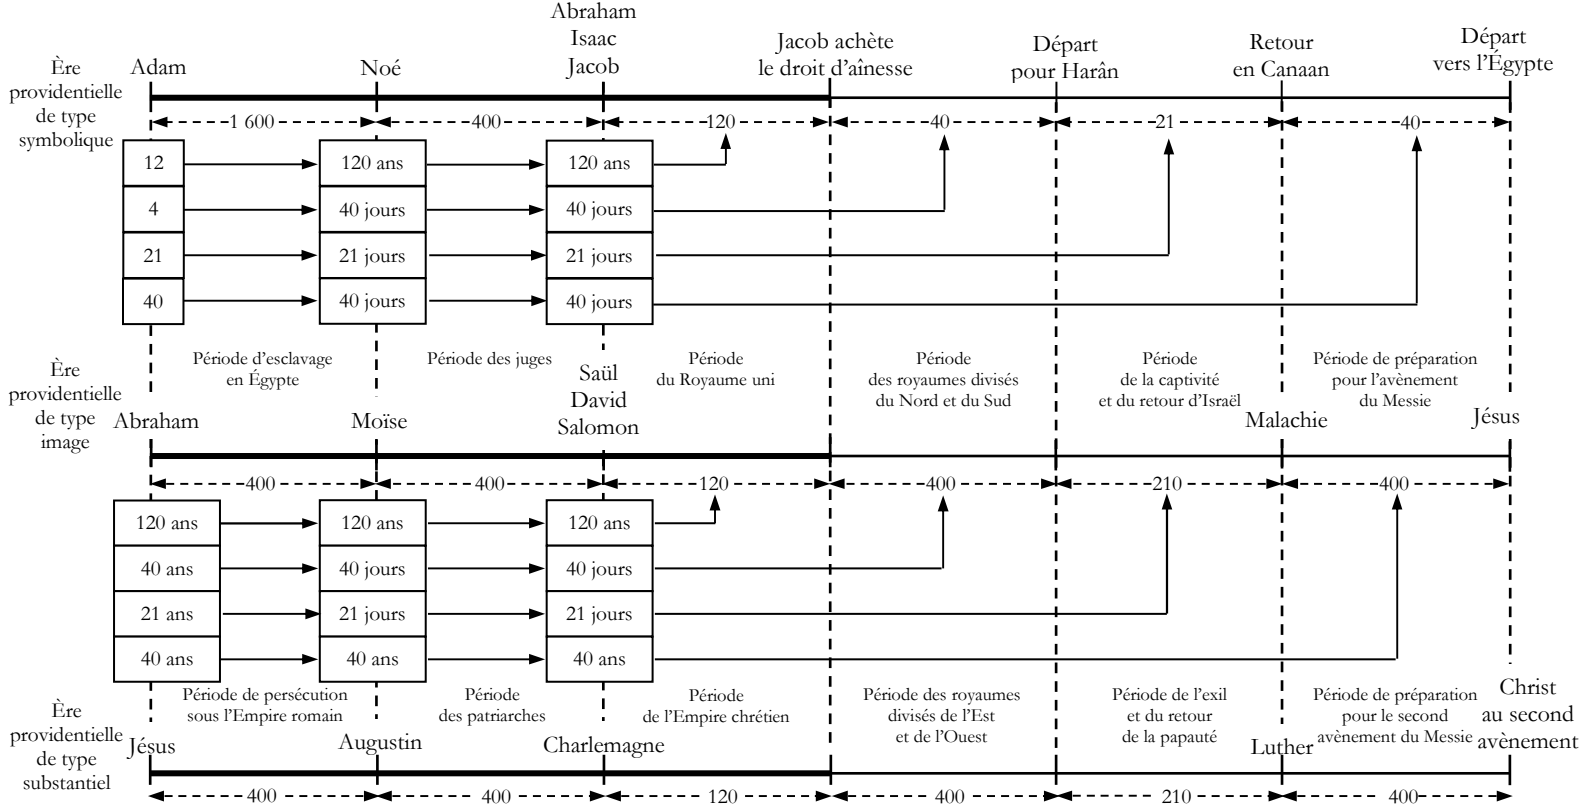 Ère
providentielle
de type
symbolique
Adam
Noé
Abraham
Isaac
Jacob
Jacob achète
le droit d'aînesse
Départ
pour Harân
Retour
en Canaan
Départ
vers l'Égypte
1 600
400
120
40
21
40
12
120 ans
120 ans
4
40 jours
40 jours
21
21 jours
21 jours
40
40 jours
40 jours
Période d'esclavage
en Égypte
Période des juges
Période
du Royaume uni
Période
des royaumes divisés
du Nord et du Sud
Période
de la captivité
et du retour d'Israël
Période de préparation
pour l'avènement
du Messie
Ère
providentielle
de type
image
Abraham
Moïse
Saül
David
Salomon
Malachie
Jésus
400
400
120
400
210
400
120 ans
120 ans
120 ans
40 ans
40 jours
40 jours
21 ans
21 jours
21 jours
40 ans
40 ans
40 ans
Période de persécution
sous l'Empire romain
Période
des patriarches
Période
de l'Empire chrétien
Période des royaumes
divisés de l'Est
et de l'Ouest
Période de l'exil
et du retour
de la papauté
Période de préparation
pour le second
avènement du Messie
Ère
providentielle
de type
substantiel
Jésus
Augustin
Charlemagne
Luther
Christ
au second
avènement
400
400
120
400
210
400